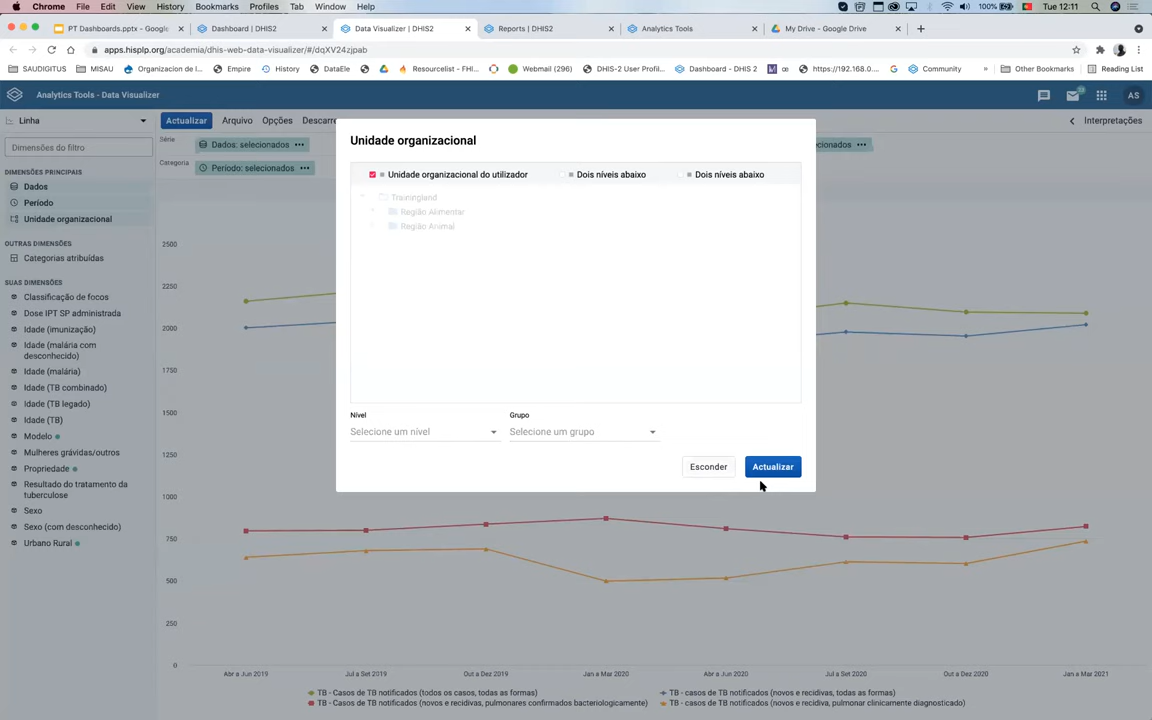 Chrome File Edit View History Bookmarks Profiles Tab Window Help 100% Tue 12:11
PT Dashboards.pptx - Google Dashboard | DHIS2 Data Visualizer | DHIS2 Reports | DHIS2 Analytics Tools My Drive - Google Drive
apps.hisplp.org/academia/dhis-web-data-visualizer/#/dqXV24zjpab
SAUDIGITUS MISAU Organizacion de I... Empire History DataEle Resourcelist - FHI... Webmail (296) DHIS-2 User Profil... Dashboard - DHIS 2 https://192.168.0.... Community » Other Bookmarks Reading List
Analytics Tools - Data Visualizer AS
Linha Actualizar Arquivo Opções Descarre Interpretações
Série Dados: selecionados elecionados
Categoria Período: selecionados
Dimensões do filtro
DIMENSÕES PRINCIPAIS
Dados
Período
Unidade organizacional
OUTRAS DIMENSÕES
Categorias atribuídas
SUAS DIMENSÕES
Classificação de focos
Dose IPT SP administrada
Idade (imunização)
Idade (malária com
desconhecido)
Idade (malária)
Idade (TB combinado)
Idade (TB legado)
Idade (TB)
Modelo
Mulheres grávidas/outros
Propriedade
Resultado do tratamento da
tuberculose
Sexo
Sexo (com desconhecido)
Urbano Rural
Unidade organizacional
Unidade organizacional do utilizador Dois níveis abaixo Dois níveis abaixo
Trainingland
Região Alimentar
Região Animal
Nível Grupo
Selecione um nível Selecione um grupo
Esconder Actualizar
2500
2250
2000
1750
1500
1250
1000
750
500
250
0
Abr a Jun 2019 Jul a Set 2019 Out a Dez 2019 Jan a Mar 2020 Abr a Jun 2020 Jul a Set 2020 Out a Dez 2020 Jan a Mar 2021
TB - Casos de TB notificados (todos os casos, todas as formas) TB - casos de TB notificados (novos e recidivas, todas as formas)
TB - Casos de TB notificados (novos e recidivas, pulmonares confirmados bacteriologicamente) TB - casos de TB notificados (novos e recidivas, pulmonar clinicamente diagnosticado)